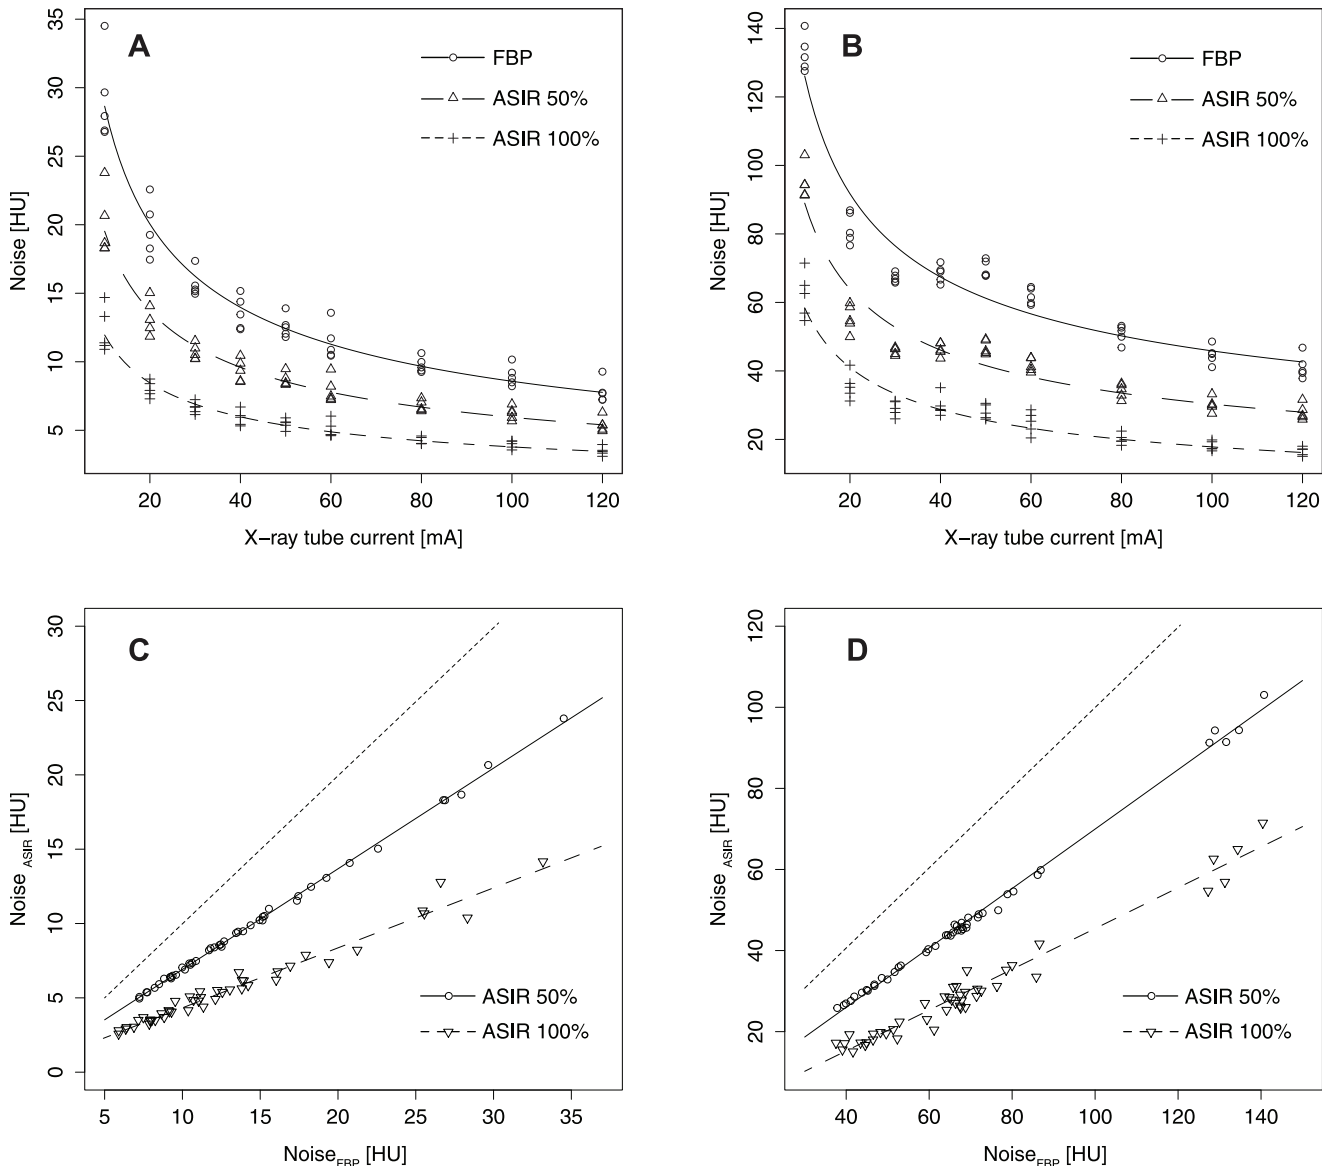 A
FBP
ASIR 50%
ASIR 100%
Noise [HU]
35
30
25
20
15
10
5
20 40 60 80 100 120
X-ray tube current [mA]
B
FBP
ASIR 50%
ASIR 100%
Noise [HU]
140
120
100
80
60
40
20
20 40 60 80 100 120
X-ray tube current [mA]
C
ASIR 50%
ASIR 100%
Noise ASIR [HU]
30
25
20
15
10
5
0
5 10 15 20 25 30 35
Noise FBP [HU]
D
ASIR 50%
ASIR 100%
Noise ASIR [HU]
120
100
80
60
40
20
40 60 80 100 120 140
Noise FBP [HU]